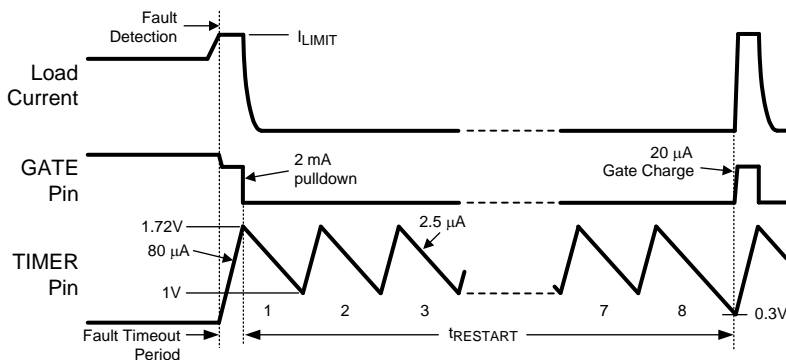 Fault
Detection
ILIMIT
Load
Current
GATE
Pin
2 mA
pulldown
20 μA
Gate Charge
1.72V
80 μA
2.5 μA
TIMER
Pin
1V
1
2
3
7
8
0.3V
Fault Timeout
Period
tRESTART